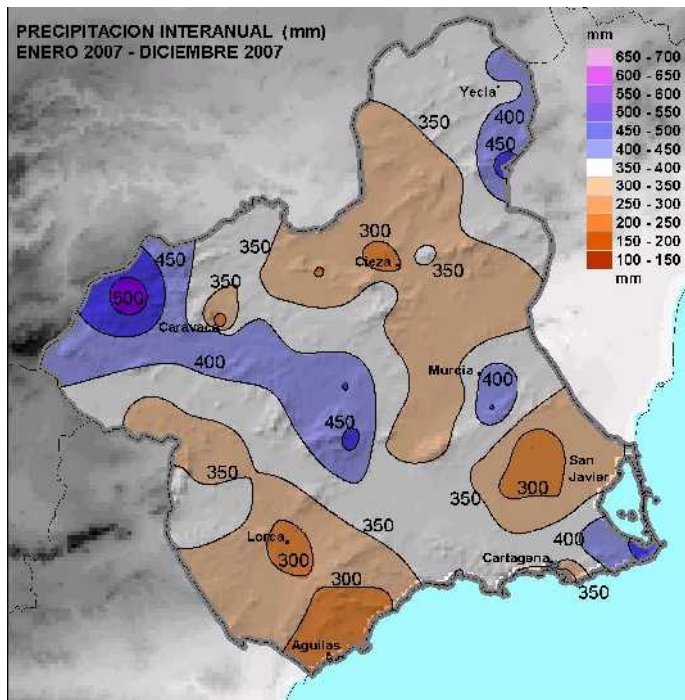 PRECIPITACION INTERANUAL (mm)
ENERO 2007 - DICIEMBRE 2007
mm
650 - 700
600 - 650
550 - 600
500 - 550
450 - 500
400 - 450
350 - 400
300 - 350
250 - 300
200 - 250
150 - 200
100 - 150
mm
Yecla
400
350
450
300
350
Cieza
350
450
350
500
Caravaca
400
Murcia
400
450
San
Javier
350
300
350
350
400
Lorca
300
Cartagena
350
300
Aguilas